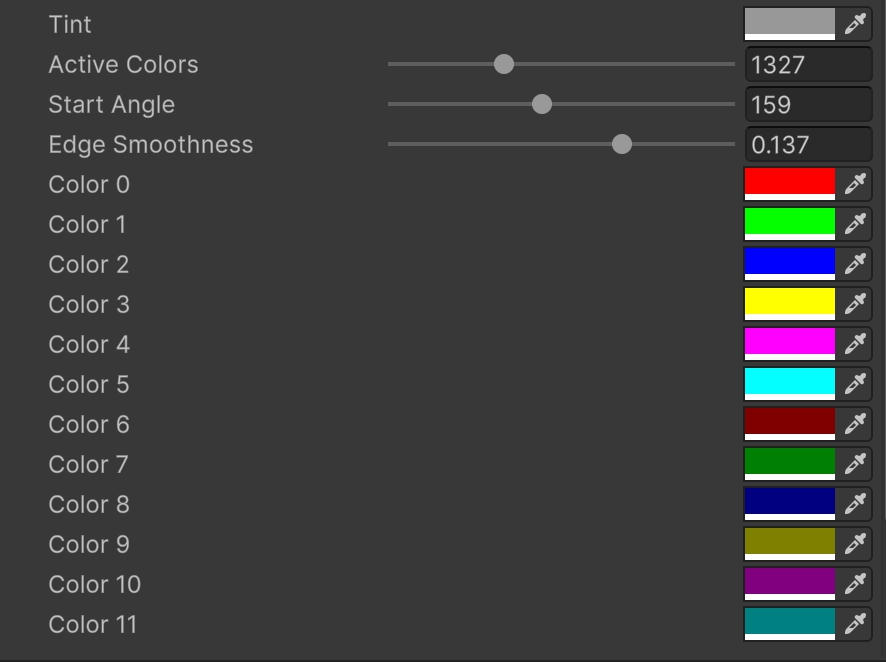 Tint
Active Colors 1327
Start Angle 159
Edge Smoothness 0.137
Color 0
Color 1
Color 2
Color 3
Color 4
Color 5
Color 6
Color 7
Color 8
Color 9
Color 10
Color 11